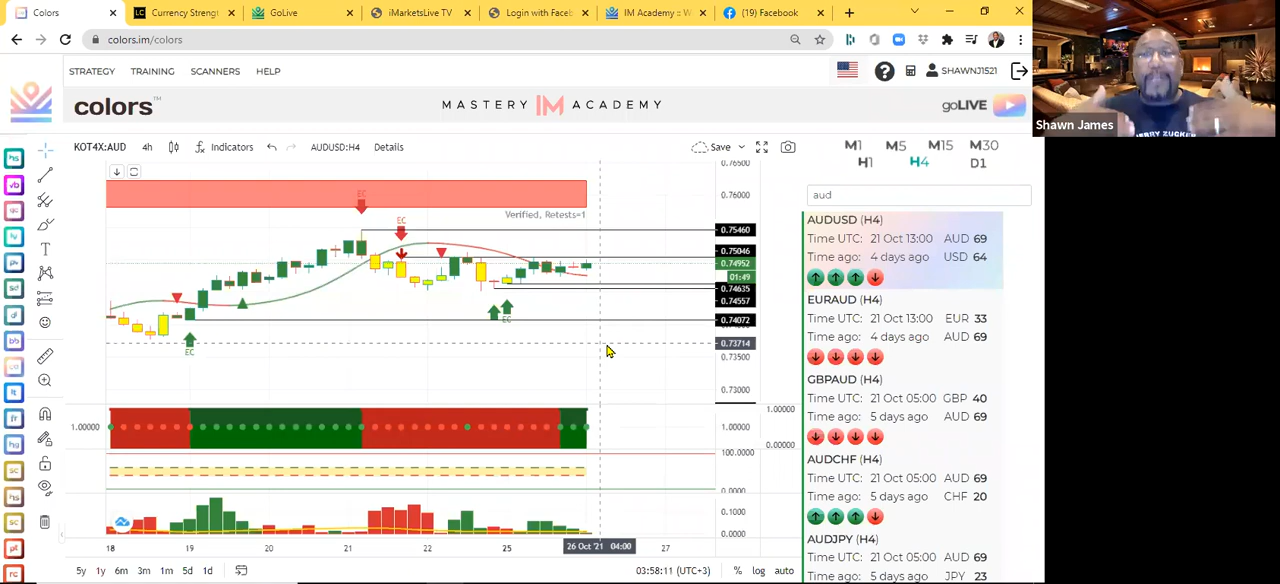 Colors
Currency Streng
GoLive
iMarketsLive TV
Login with Faceb
IM Academy :: W
(19) Facebook
colors.im/colors
STRATEGY TRAINING SCANNERS HELP
SHAWNJ1521
colors™
MASTERY IM ACADEMY
goLIVE
Shawn James
KOT4X:AUD 4h Indicators AUDUSD:H4 Details
Save
M1 M5 M15 M30
H1 H4 D1
aud
EC
Verified, Retests=1
EC
EC
EC
0.76500
0.76000
0.75460
0.75046
0.74952
01:49
0.74635
0.74557
0.74072
0.73714
0.73500
0.73000
1.00000
1.00000
1.00000
0.00000
100.0000
0.0000
0.1000
0.0000
18 19 20 21 22 25 26 Oct '21 04:00 27
5y 1y 6m 3m 1m 5d 1d
03:58:11 (UTC+3) % log auto
AUDUSD (H4)
Time UTC: 21 Oct 13:00 AUD 69
Time ago: 4 days ago USD 64
EURAUD (H4)
Time UTC: 21 Oct 13:00 EUR 33
Time ago: 4 days ago AUD 69
GBPAUD (H4)
Time UTC: 21 Oct 05:00 GBP 40
Time ago: 5 days ago AUD 69
AUDCHF (H4)
Time UTC: 21 Oct 05:00 AUD 69
Time ago: 5 days ago CHF 20
AUDJPY (H4)
Time UTC: 21 Oct 05:00 AUD 69
Time ago: 5 days ago JPY 23